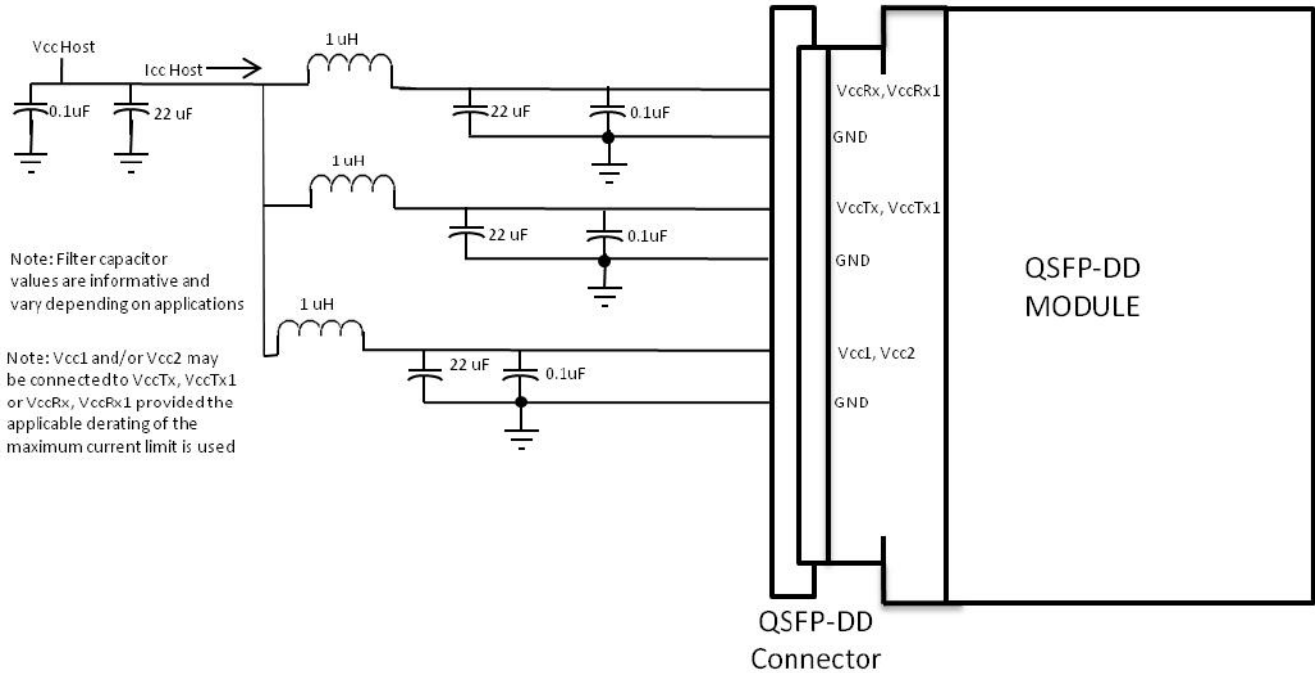 1 uH
Vcc Host
Icc Host
0.1uF
22 uF
22 uF
0.1uF
VccRx, VccRx1
GND
1 uH
22 uF
0.1uF
VccTx, VccTx1
GND
Note: Filter capacitor
values are informative and
vary depending on applications
1 uH
22 uF
0.1uF
Vcc1, Vcc2
GND
Note: Vcc1 and/or Vcc2 may
be connected to VccTx, VccTx1
or VccRx, VccRx1 provided the
applicable derating of the
maximum current limit is used
QSFP-DD
MODULE
QSFP-DD
Connector